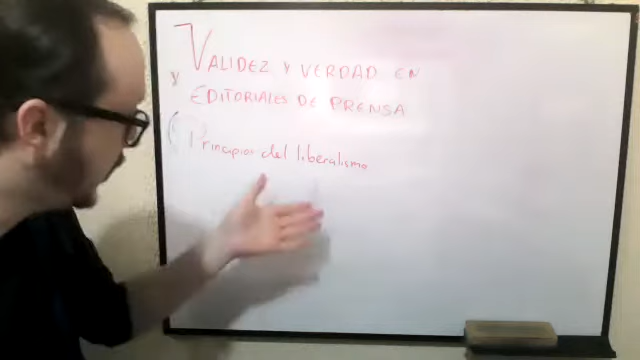 VALIDEZ Y VERDAD EN
EDITORIALES DE PRENSA
Principios del liberalismo